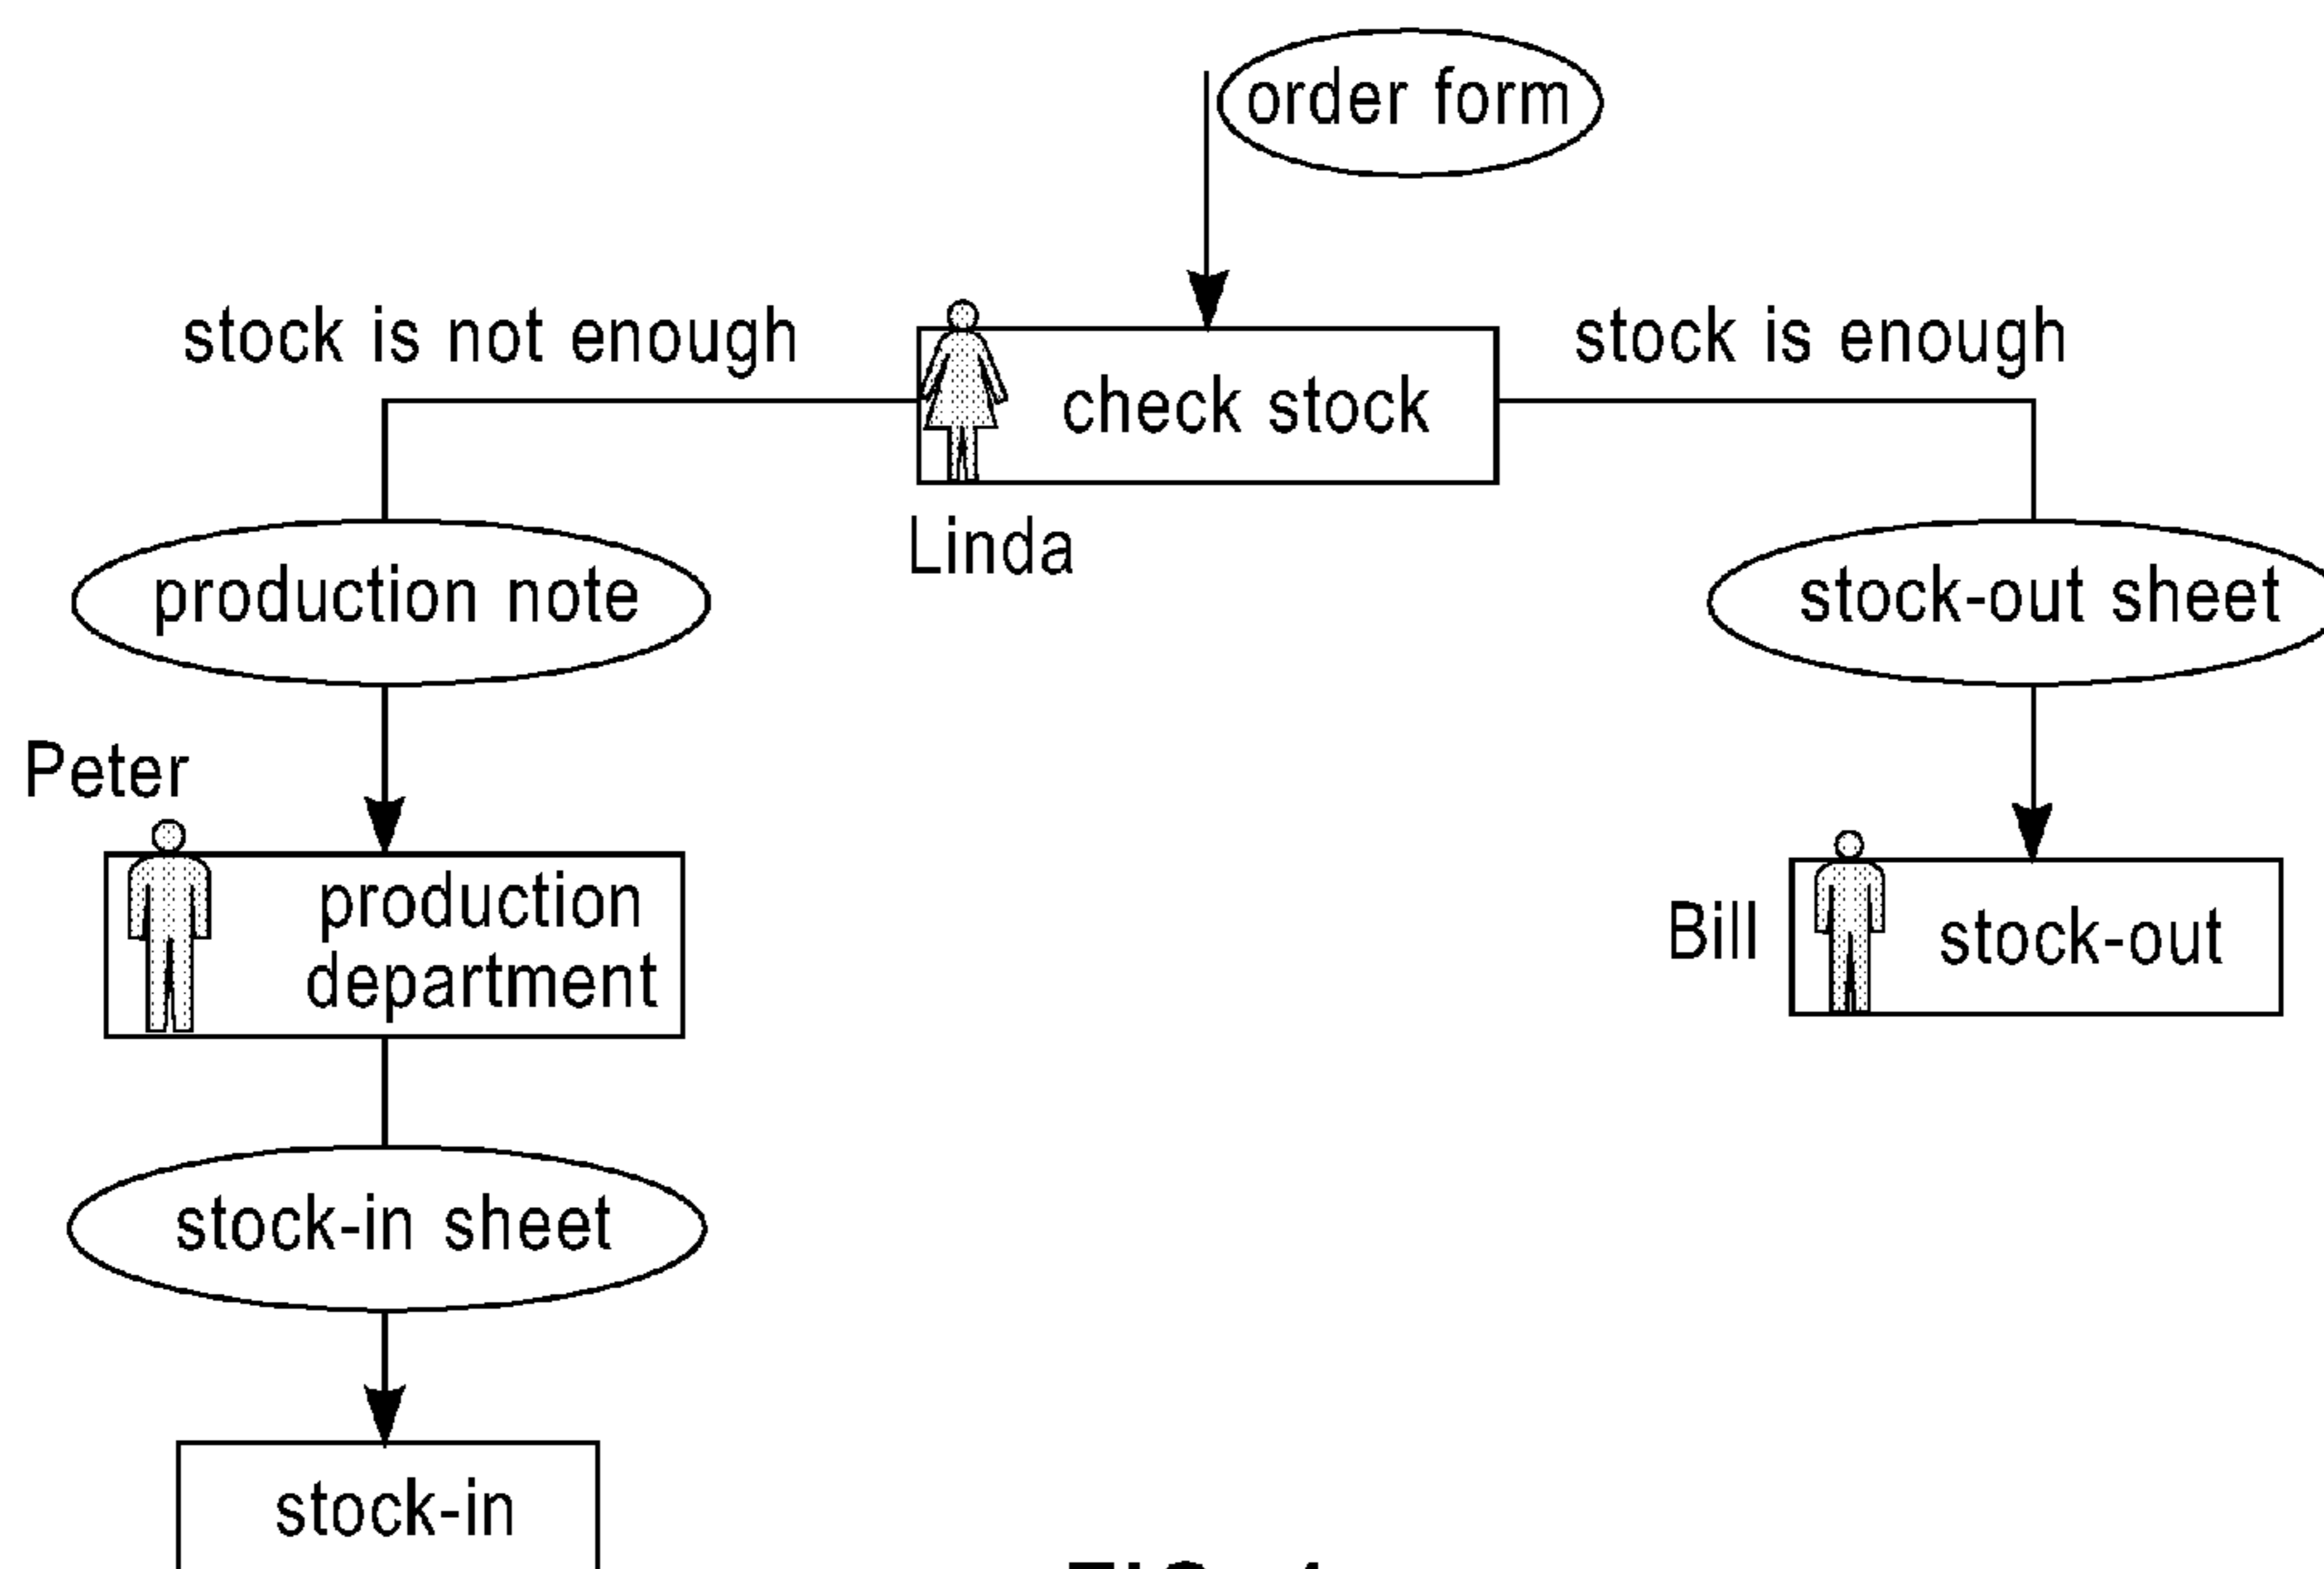 order form
stock is not enough
stock is enough
check stock
Linda
production note
stock-out sheet
Peter
production
department
Bill
stock-out
stock-in sheet
stock-in